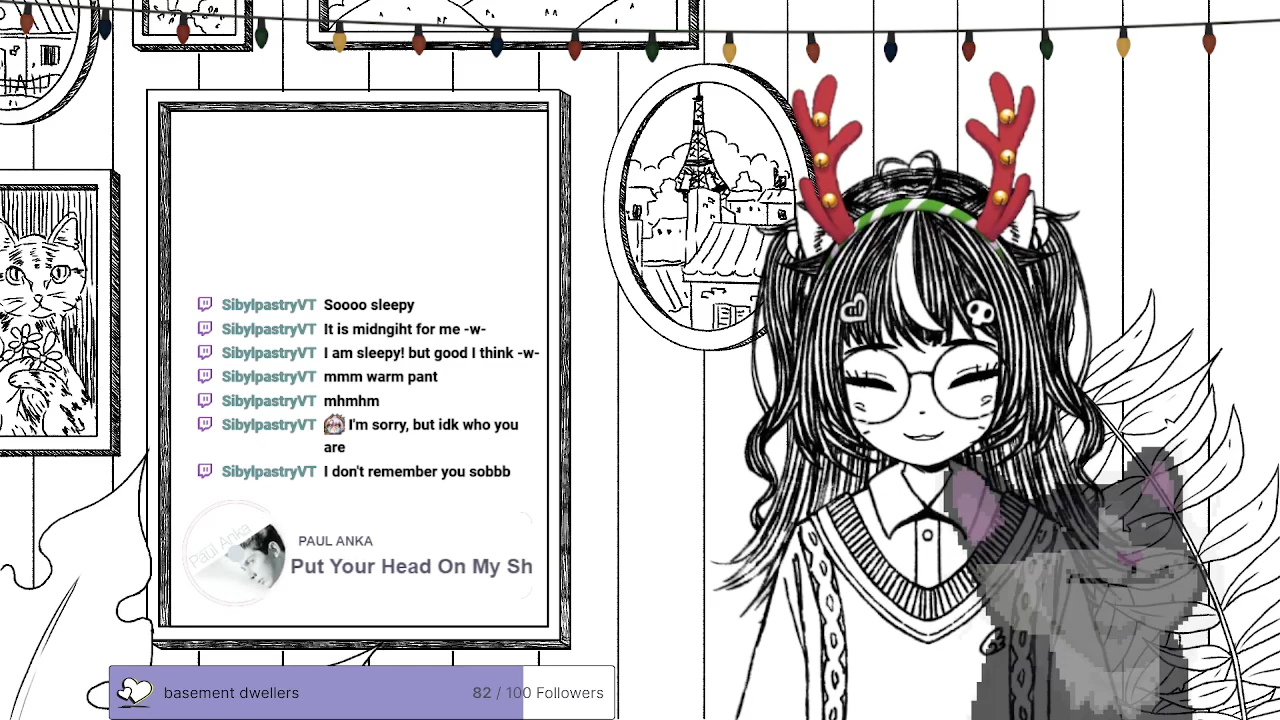 SibylpastryVT Soooo sleepy
SibylpastryVT It is midngiht for me -w-
SibylpastryVT I am sleepy! but good I think -w-
SibylpastryVT mmm warm pant
SibylpastryVT mhmhm
SibylpastryVT I'm sorry, but idk who you
are
SibylpastryVT I don't remember you sobbb
Paul Anka
PAUL ANKA
Put Your Head On My Sh
basement dwellers 82 / 100 Followers